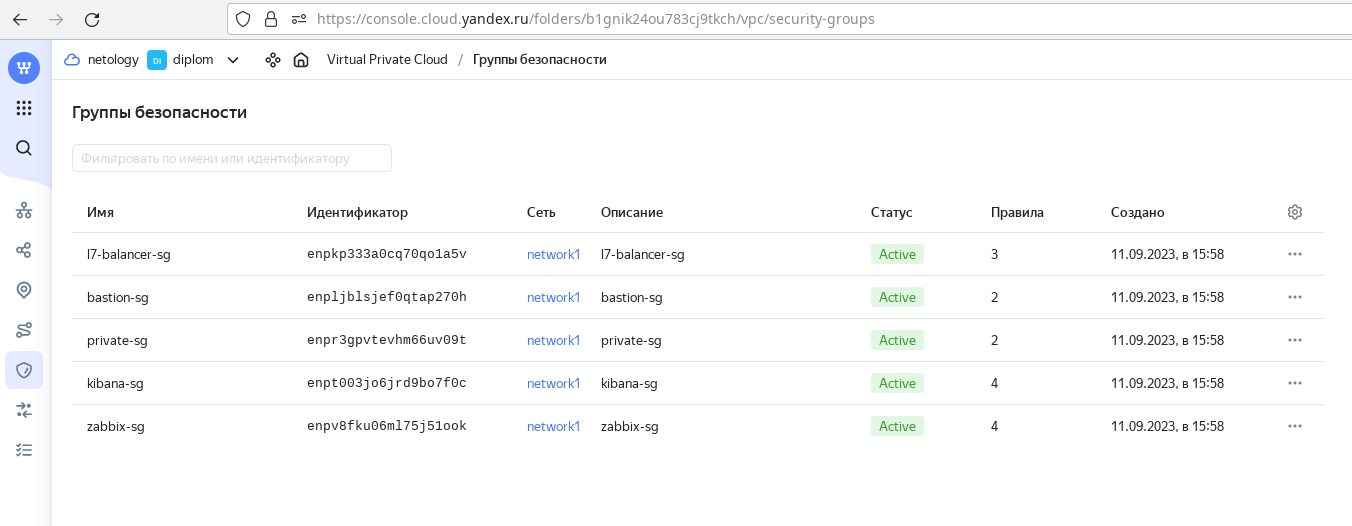 https://console.cloud.yandex.ru/folders/b1gnik24ou783cj9tkch/vpc/security-groups
netology DI diplom Virtual Private Cloud / Группы безопасности
Группы безопасности
Фильтровать по имени или идентификатору
Имя Идентификатор Сеть Описание Статус Правила Создано
l7-balancer-sg enpkp333a0cq70qo1a5v network1 l7-balancer-sg Active 3 11.09.2023, в 15:58
bastion-sg enpljblsjef0qtap270h network1 bastion-sg Active 2 11.09.2023, в 15:58
private-sg enpr3gpvtevhm66uv09t network1 private-sg Active 2 11.09.2023, в 15:58
kibana-sg enpt003jo6jrd9bo7f0c network1 kibana-sg Active 4 11.09.2023, в 15:58
zabbix-sg enpv8fku06ml75j51ook network1 zabbix-sg Active 4 11.09.2023, в 15:58